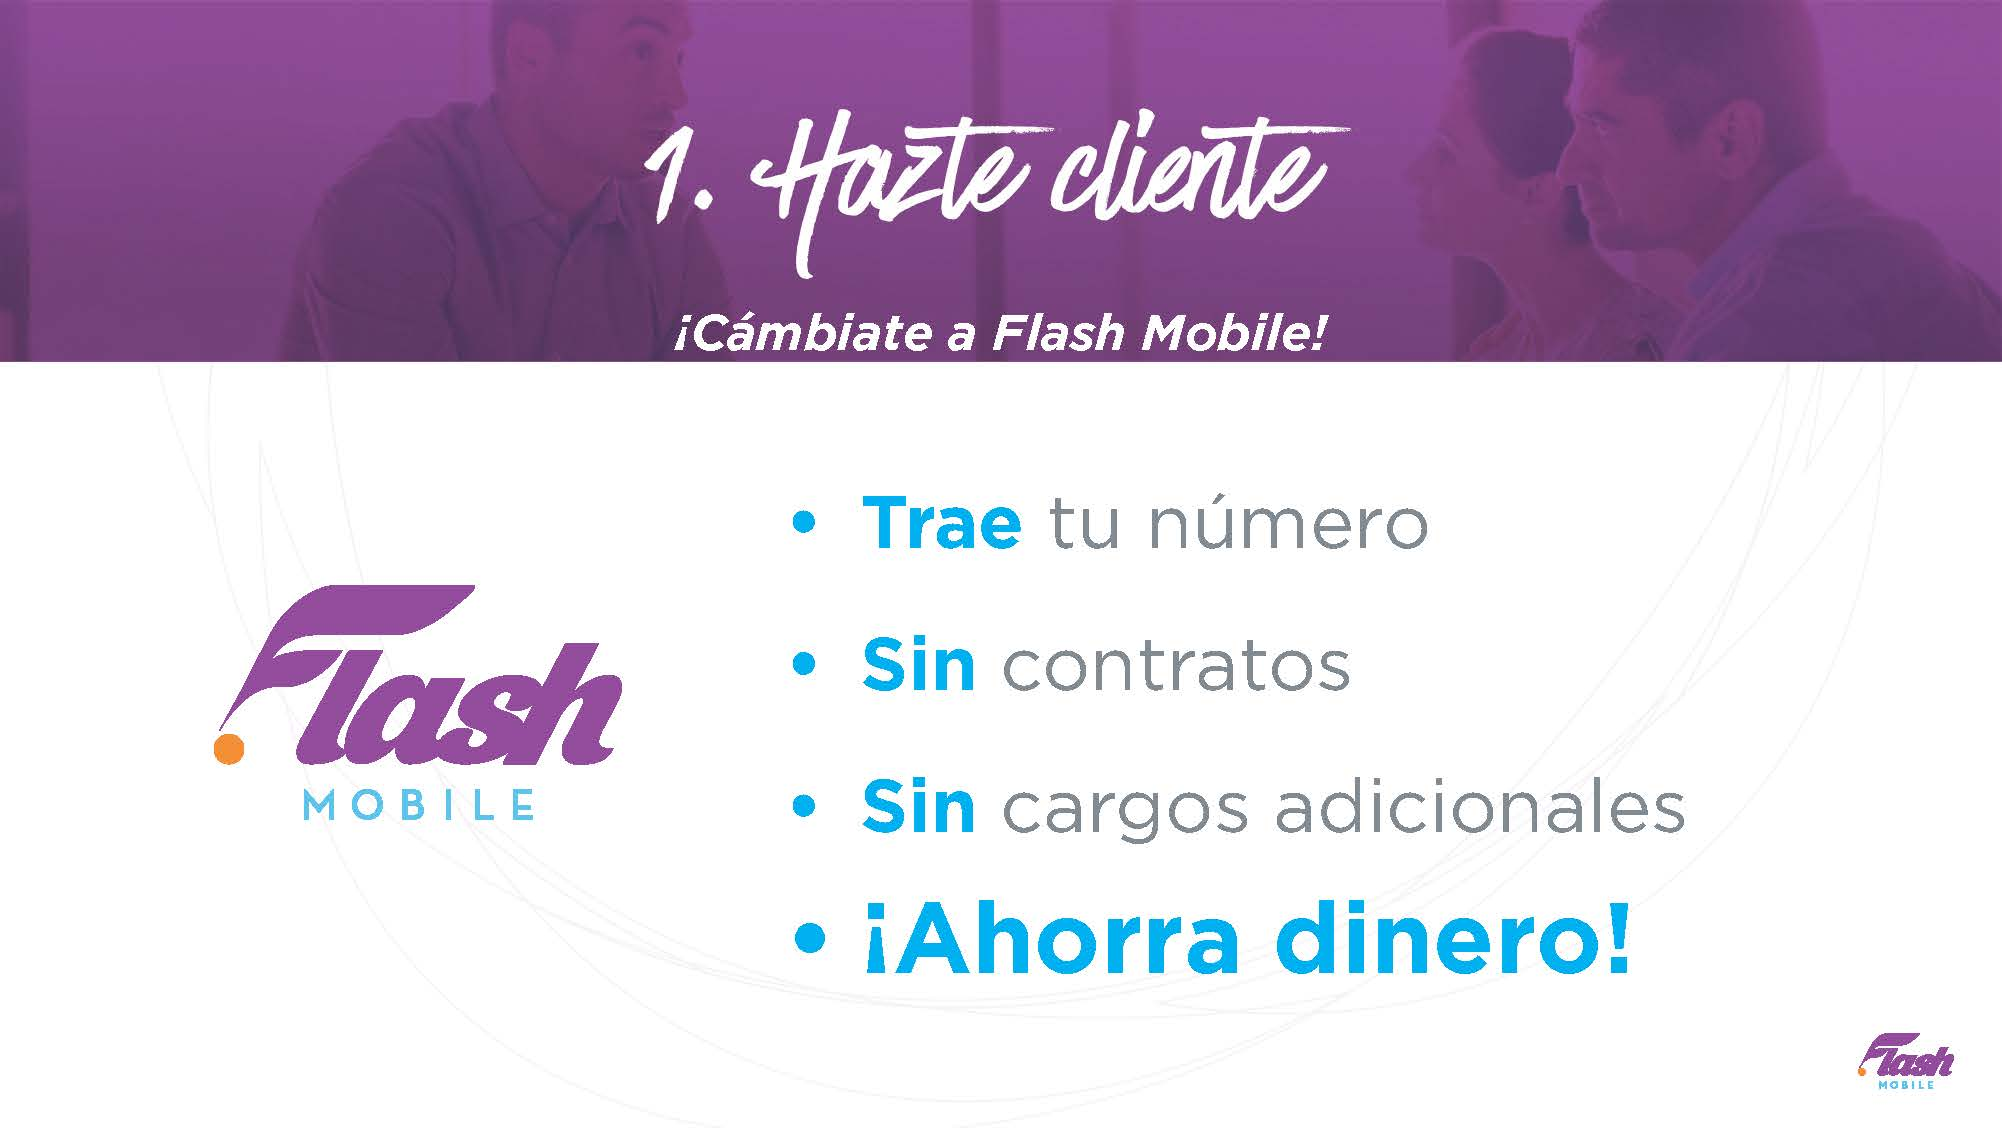 1. Hazte cliente
¡Cámbiate a Flash Mobile!
• Trae tu número
• Sin contratos
• Sin cargos adicionales
• ¡Ahorra dinero!
Flash
MOBILE
Flash
MOBILE